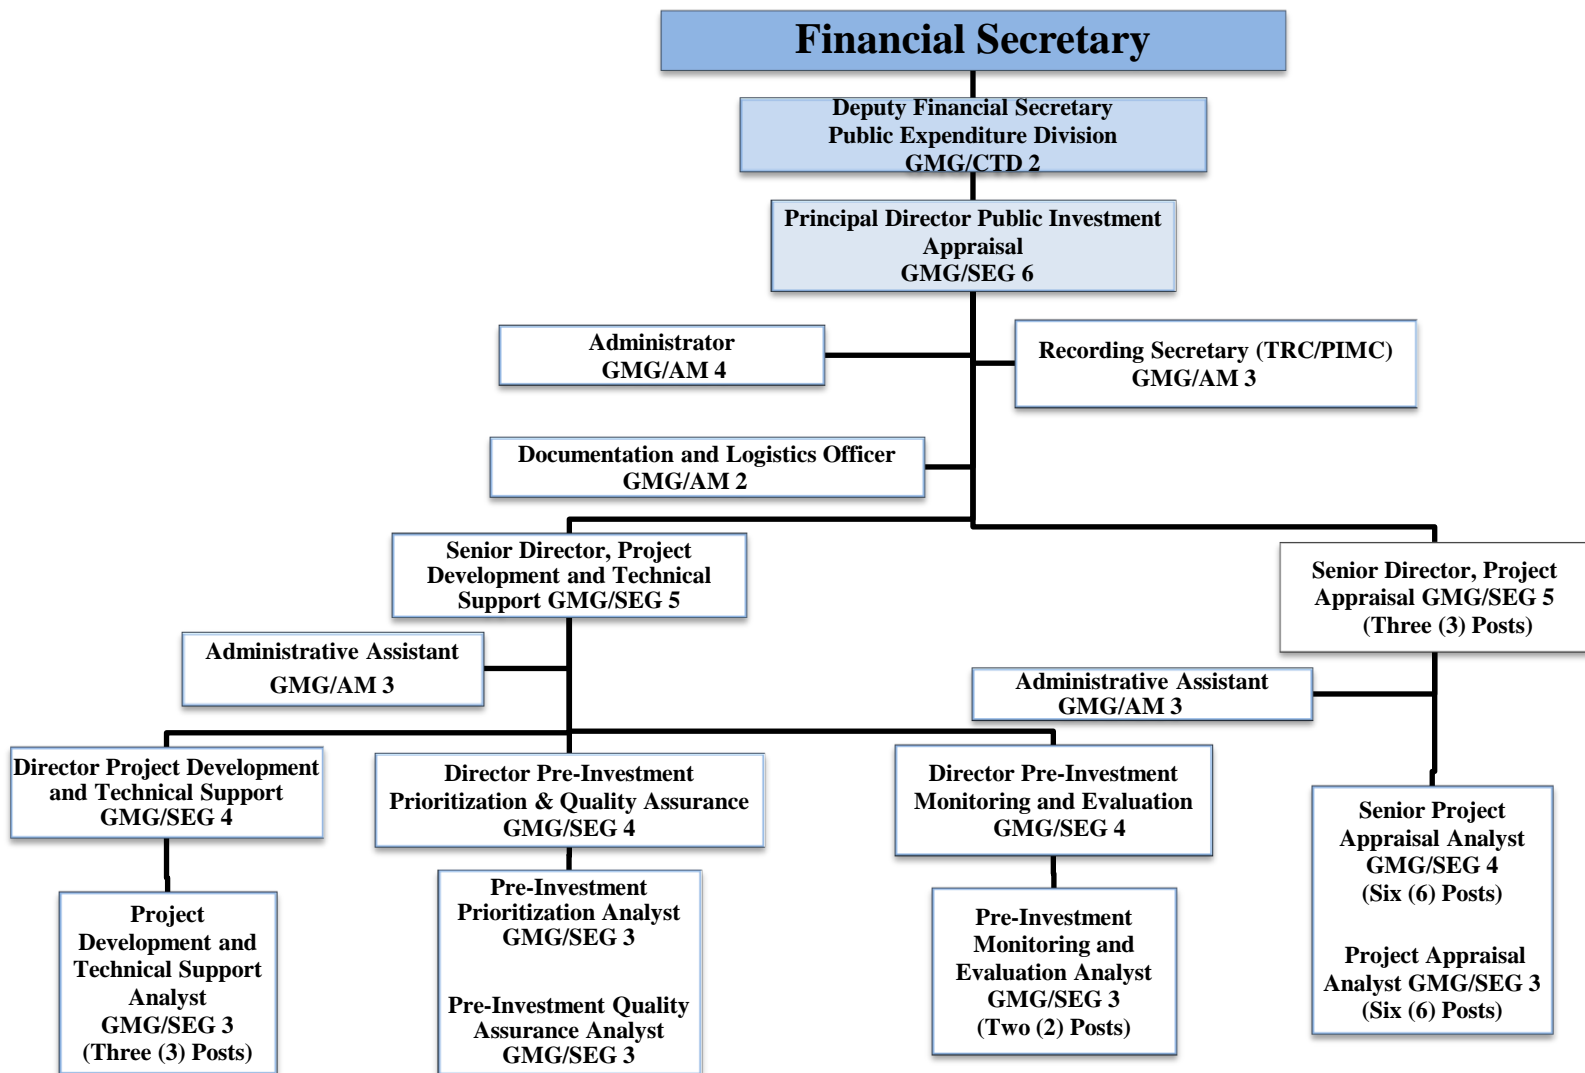 Financial Secretary
Deputy Financial Secretary
Public Expenditure Division
GMG/CTD 2
Principal Director Public Investment
Appraisal
GMG/SEG 6
Administrator
GMG/AM 4
Recording Secretary (TRC/PIMC)
GMG/AM 3
Documentation and Logistics Officer
GMG/AM 2
Senior Director, Project
Development and Technical
Support GMG/SEG 5
Senior Director, Project
Appraisal GMG/SEG 5
(Three (3) Posts)
Administrative Assistant
GMG/AM 3
Administrative Assistant
GMG/AM 3
Director Project Development
and Technical Support
GMG/SEG 4
Director Pre-Investment
Prioritization & Quality Assurance
GMG/SEG 4
Director Pre-Investment
Monitoring and Evaluation
GMG/SEG 4
Senior Project
Appraisal Analyst
GMG/SEG 4
(Six (6) Posts)
Project Appraisal
Analyst GMG/SEG 3
(Six (6) Posts)
Project
Development and
Technical Support
Analyst
GMG/SEG 3
(Three (3) Posts)
Pre-Investment
Prioritization Analyst
GMG/SEG 3
Pre-Investment Quality
Assurance Analyst
GMG/SEG 3
Pre-Investment
Monitoring and
Evaluation Analyst
GMG/SEG 3
(Two (2) Posts)